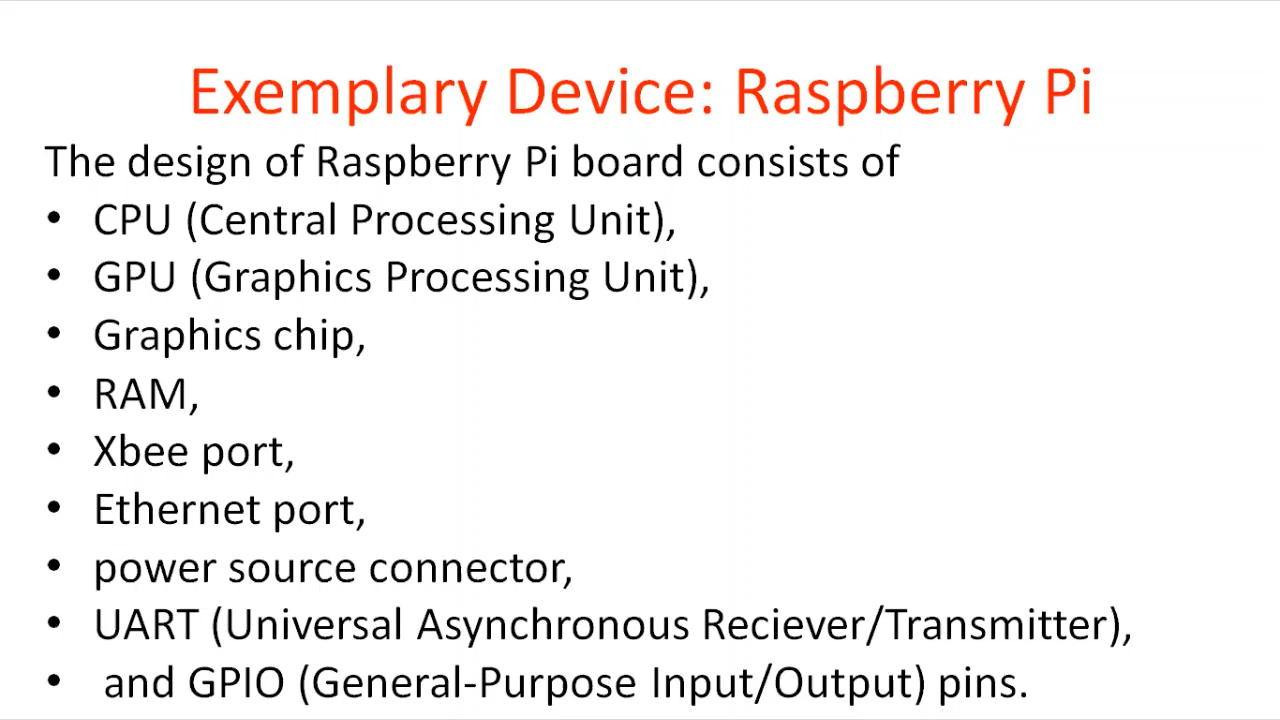 Exemplary Device: Raspberry Pi
The design of Raspberry Pi board consists of
• CPU (Central Processing Unit),
• GPU (Graphics Processing Unit),
• Graphics chip,
• RAM,
• Xbee port,
• Ethernet port,
• power source connector,
• UART (Universal Asynchronous Reciever/Transmitter),
• and GPIO (General-Purpose Input/Output) pins.